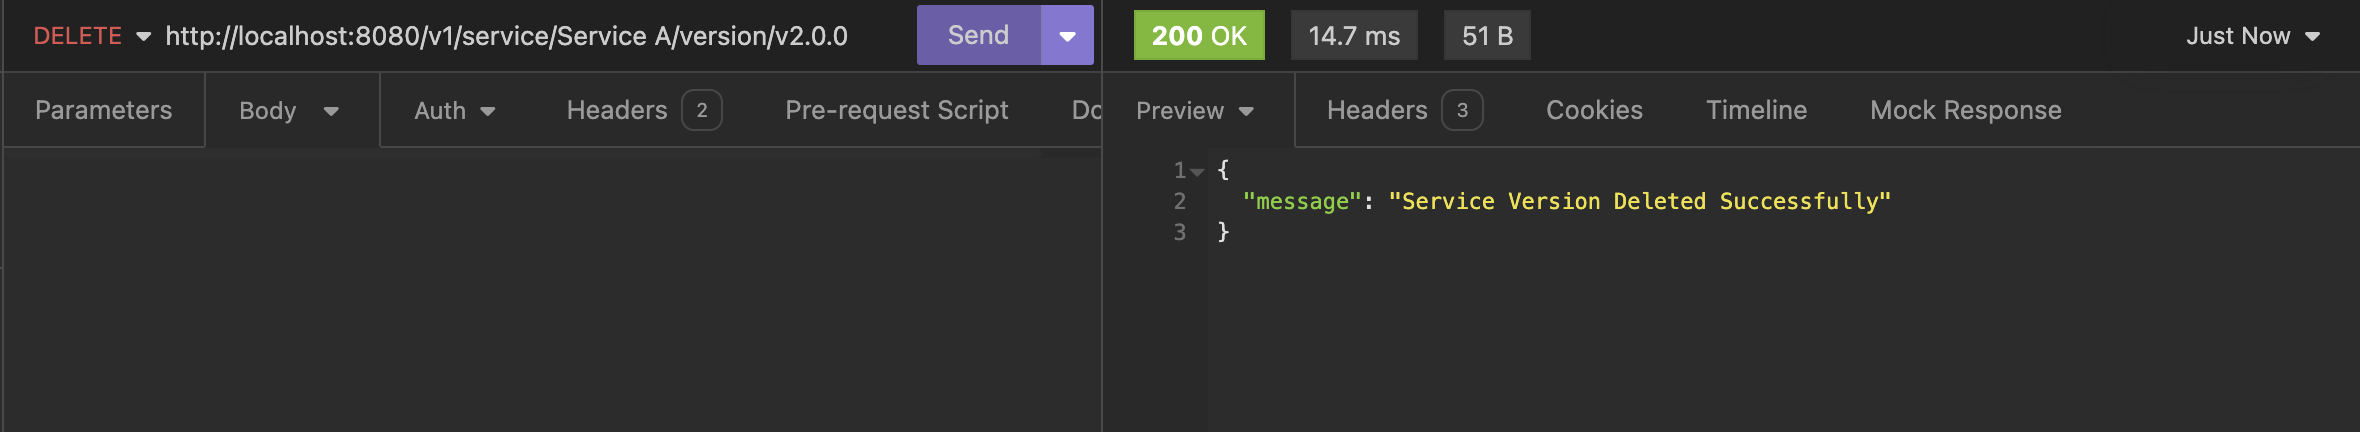 DELETE http://localhost:8080/v1/service/Service A/version/v2.0.0 Send
200 OK 14.7 ms 51 B Just Now
Parameters Body Auth Headers 2 Pre-request Script Do
Preview Headers 3 Cookies Timeline Mock Response
1 {
2 "message": "Service Version Deleted Successfully"
3 }